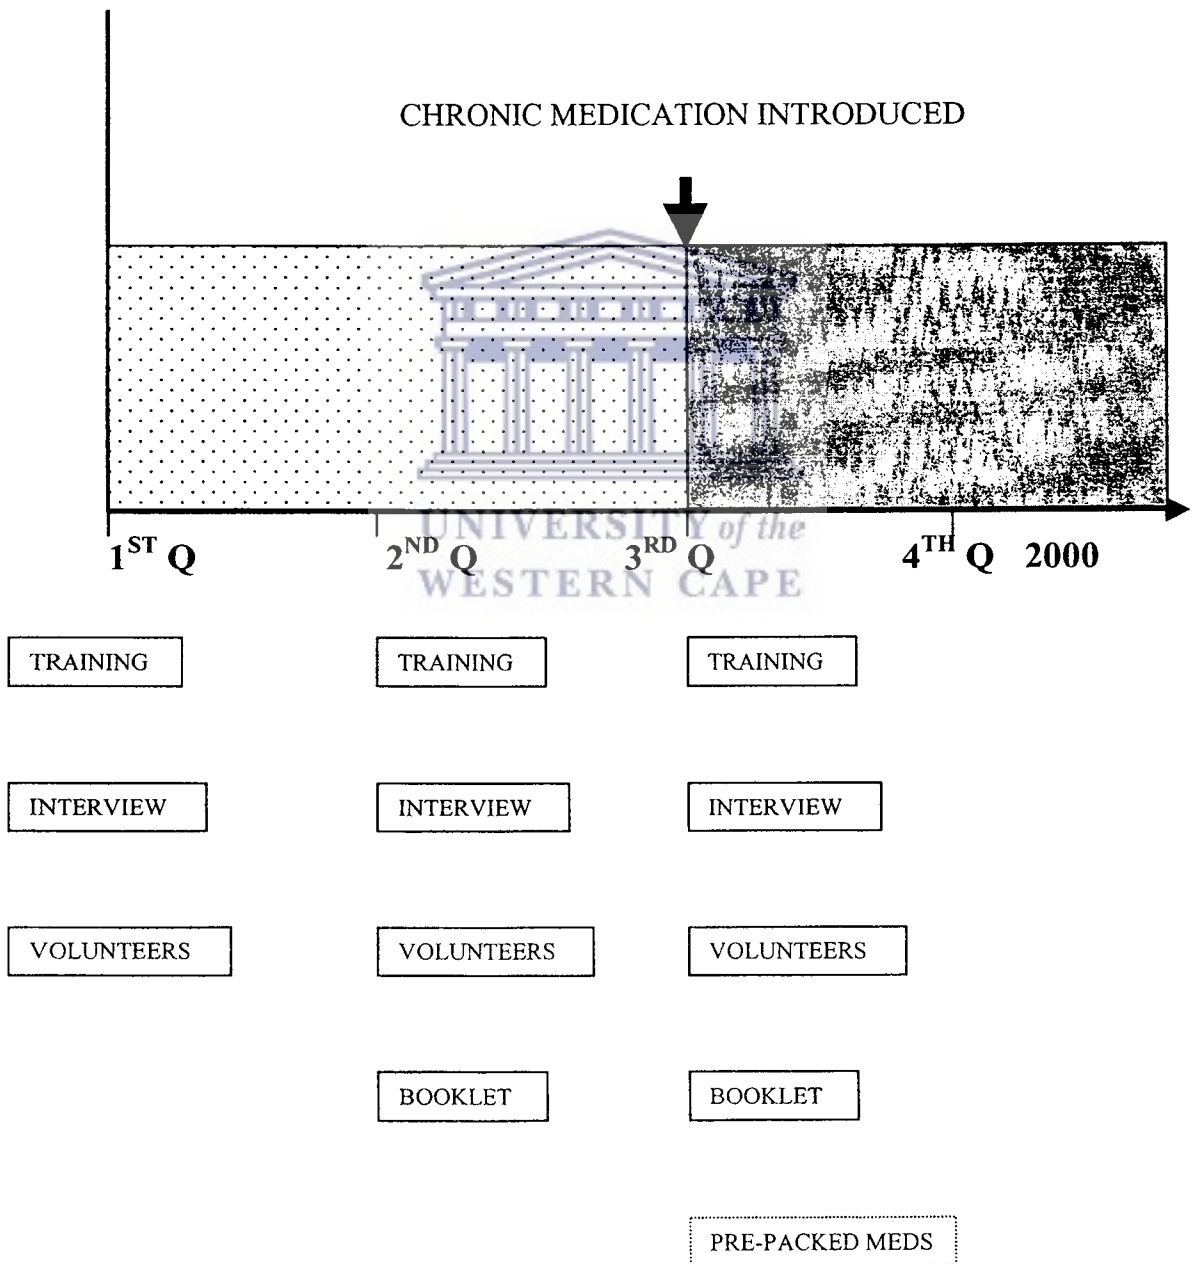 CHRONIC MEDICATION INTRODUCED
UNIVERSITY of the
WESTERN CAPE
1ST Q 2ND Q 3RD Q 4TH Q 2000
TRAINING TRAINING TRAINING
INTERVIEW INTERVIEW INTERVIEW
VOLUNTEERS VOLUNTEERS VOLUNTEERS
BOOKLET BOOKLET
PRE-PACKED MEDS